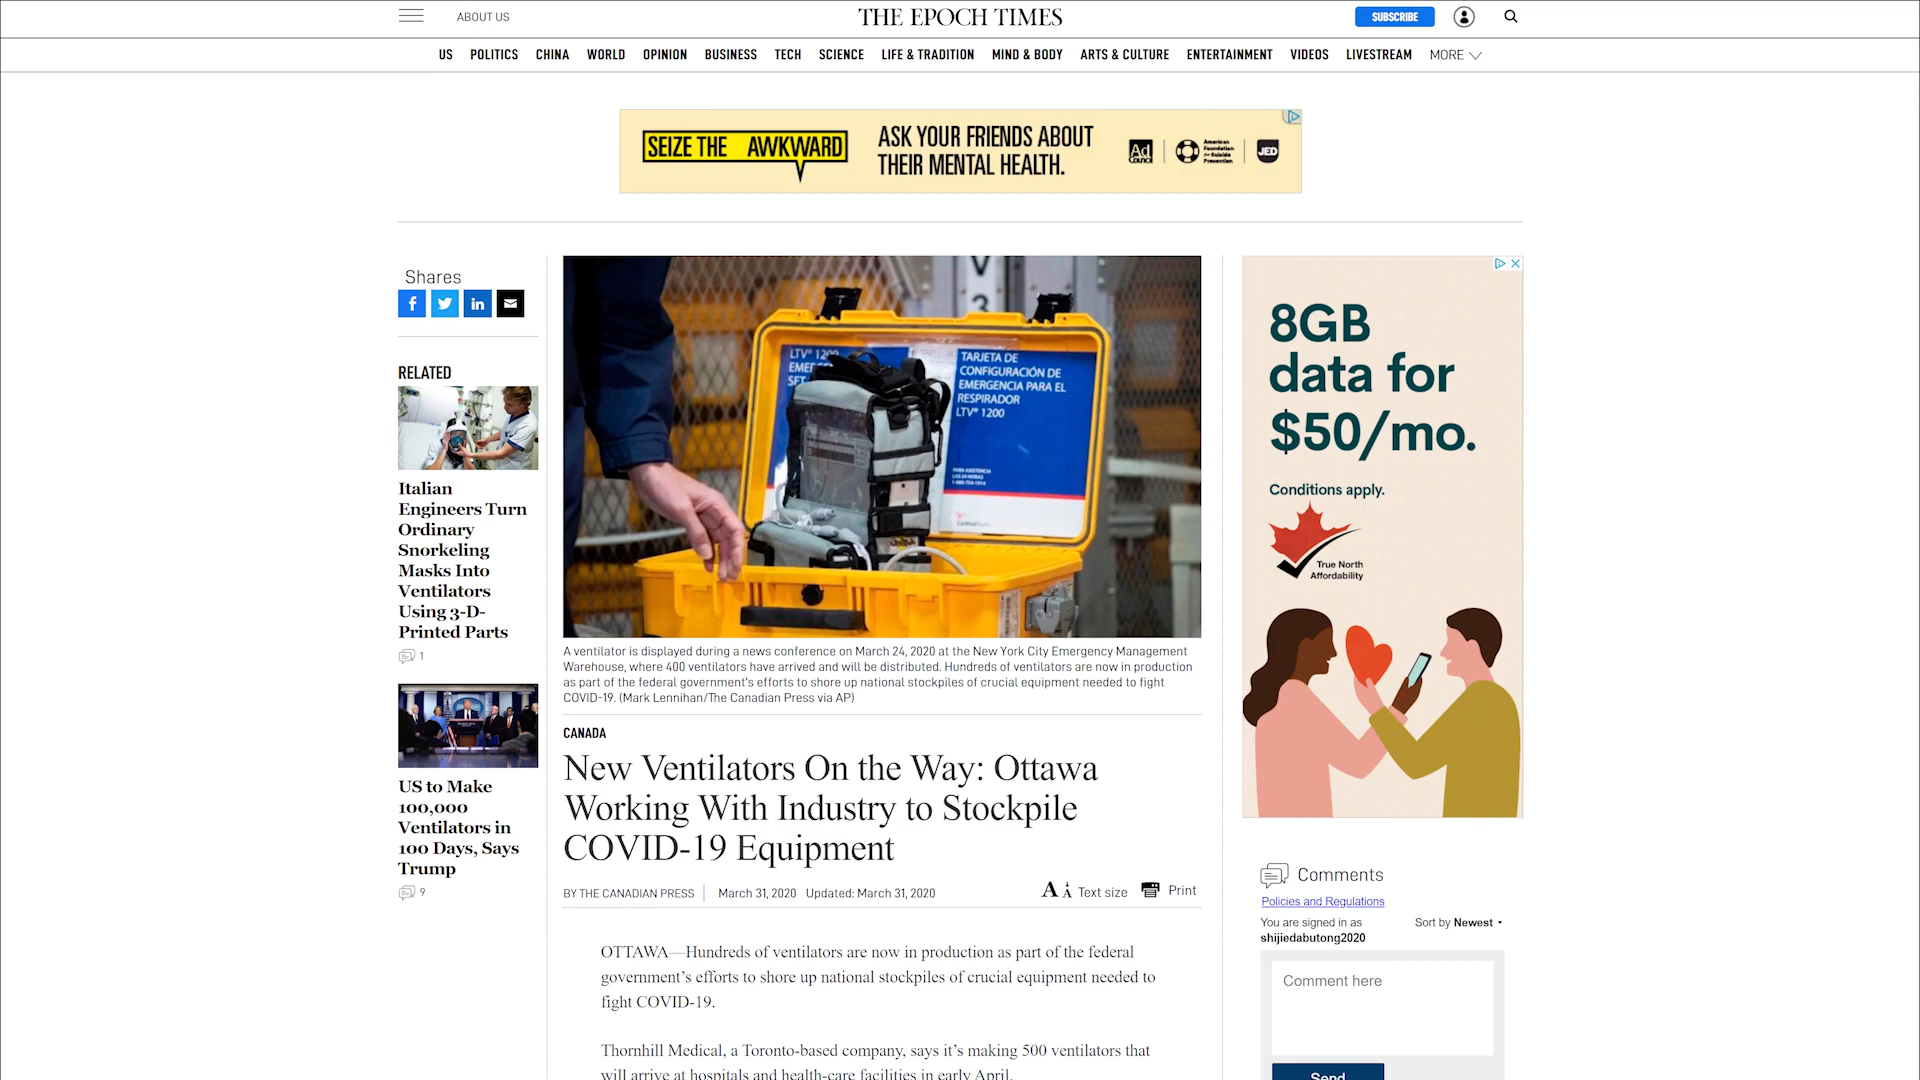 ABOUT US
THE EPOCH TIMES
SUBSCRIBE
US POLITICS CHINA WORLD OPINION BUSINESS TECH SCIENCE LIFE & TRADITION MIND & BODY ARTS & CULTURE ENTERTAINMENT VIDEOS LIVESTREAM MORE
SEIZE THE AWKWARD
ASK YOUR FRIENDS ABOUT
THEIR MENTAL HEALTH.
Ad
Council
American
Foundation
for Suicide
Prevention
JED
Shares
RELATED
Italian
Engineers Turn
Ordinary
Snorkeling
Masks Into
Ventilators
Using 3-D-
Printed Parts
1
US to Make
100,000
Ventilators in
100 Days, Says
Trump
9
V
3
LTV® 1200
TARJETA DE
CONFIGURACIÓN DE
EMERGENCIA PARA EL
RESPIRADOR
LTV® 1200
A ventilator is displayed during a news conference on March 24, 2020 at the New York City Emergency Management
Warehouse, where 400 ventilators have arrived and will be distributed. Hundreds of ventilators are now in production
as part of the federal government's efforts to shore up national stockpiles of crucial equipment needed to fight
COVID-19. (Mark Lennihan/The Canadian Press via AP)
CANADA
New Ventilators On the Way: Ottawa
Working With Industry to Stockpile
COVID-19 Equipment
BY THE CANADIAN PRESS March 31, 2020 Updated: March 31, 2020
A A Text size Print
OTTAWA—Hundreds of ventilators are now in production as part of the federal
government's efforts to shore up national stockpiles of crucial equipment needed to
fight COVID-19.
Thornhill Medical, a Toronto-based company, says it's making 500 ventilators that
will arrive at hospitals and health-care facilities in early April.
8GB
data for
$50/mo.
Conditions apply.
True North
Affordability
Comments
Policies and Regulations
You are signed in as
shijiedabutong2020
Sort by Newest
Comment here
Send